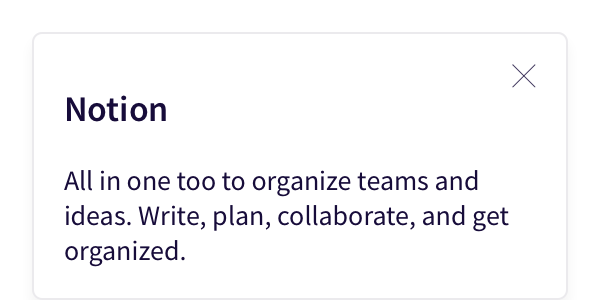 Notion
All in one too to organize teams and
ideas. Write, plan, collaborate, and get
organized.